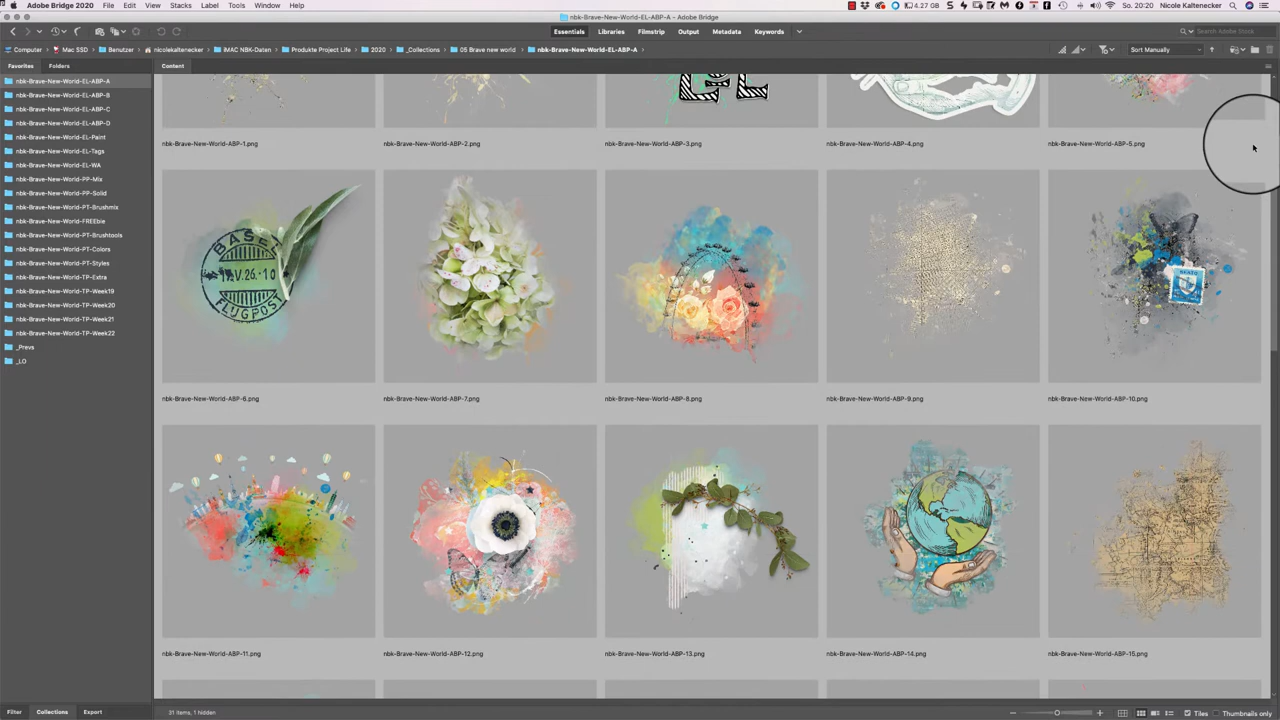 Adobe Bridge 2020 File Edit View Stacks Label Tools Window Help 4.27 GB So. 20:20 Nicole Kaltenecker
nbk-Brave-New-World-EL-ABP-A - Adobe Bridge
Essentials Libraries Filmstrip Output Metadata Keywords Search Adobe Stock
Computer Mac SSD Benutzer nicolekaltenecker iMAC NBK-Daten Produkte Project Life 2020 _Collections 05 Brave new world nbk-Brave-New-World-EL-ABP-A Sort Manually
Favorites Folders
nbk-Brave-New-World-EL-ABP-A
nbk-Brave-New-World-EL-ABP-B
nbk-Brave-New-World-EL-ABP-C
nbk-Brave-New-World-EL-ABP-D
nbk-Brave-New-World-EL-Paint
nbk-Brave-New-World-EL-Tags
nbk-Brave-New-World-EL-WA
nbk-Brave-New-World-PP-Mix
nbk-Brave-New-World-PP-Solid
nbk-Brave-New-World-PT-Brushmix
nbk-Brave-New-World-FREEbie
nbk-Brave-New-World-PT-Brushtools
nbk-Brave-New-World-PT-Colors
nbk-Brave-New-World-PT-Styles
nbk-Brave-New-World-TP-Extra
nbk-Brave-New-World-TP-Week19
nbk-Brave-New-World-TP-Week20
nbk-Brave-New-World-TP-Week21
nbk-Brave-New-World-TP-Week22
_Prevs
_LO
Content
nbk-Brave-New-World-ABP-1.png nbk-Brave-New-World-ABP-2.png nbk-Brave-New-World-ABP-3.png nbk-Brave-New-World-ABP-4.png nbk-Brave-New-World-ABP-5.png
BASEL
V.26.-10
FLUGPOST
nbk-Brave-New-World-ABP-6.png nbk-Brave-New-World-ABP-7.png nbk-Brave-New-World-ABP-8.png nbk-Brave-New-World-ABP-9.png nbk-Brave-New-World-ABP-10.png
nbk-Brave-New-World-ABP-11.png nbk-Brave-New-World-ABP-12.png nbk-Brave-New-World-ABP-13.png nbk-Brave-New-World-ABP-14.png nbk-Brave-New-World-ABP-15.png
Filter Collections Export 31 items, 1 hidden Tiles Thumbnails only